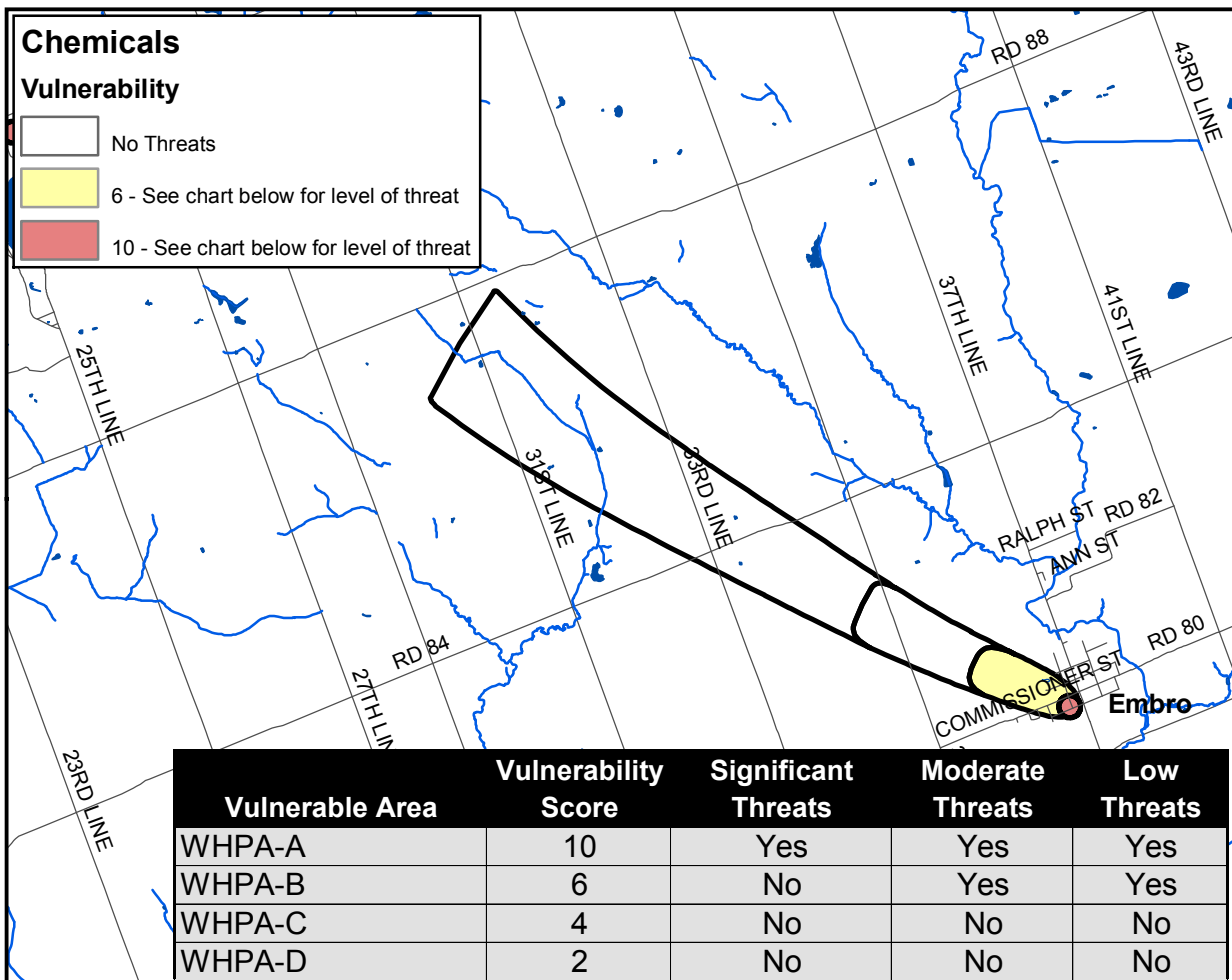 Chemicals
Vulnerability
No Threats
6 - See chart below for level of threat
10 - See chart below for level of threat
RD 88
43RD LINE
37TH LINE
41ST LINE
25TH LINE
31ST LINE
33RD LINE
RALPH ST
RD 82
ANN ST
RD 84
RD 80
COMMISSIONER ST
Embro
27TH LIN
23RD LINE
Vulnerable Area Vulnerability Score Significant Threats Moderate Threats Low Threats
WHPA-A 10 Yes Yes Yes
WHPA-B 6 No Yes Yes
WHPA-C 4 No No No
WHPA-D 2 No No No